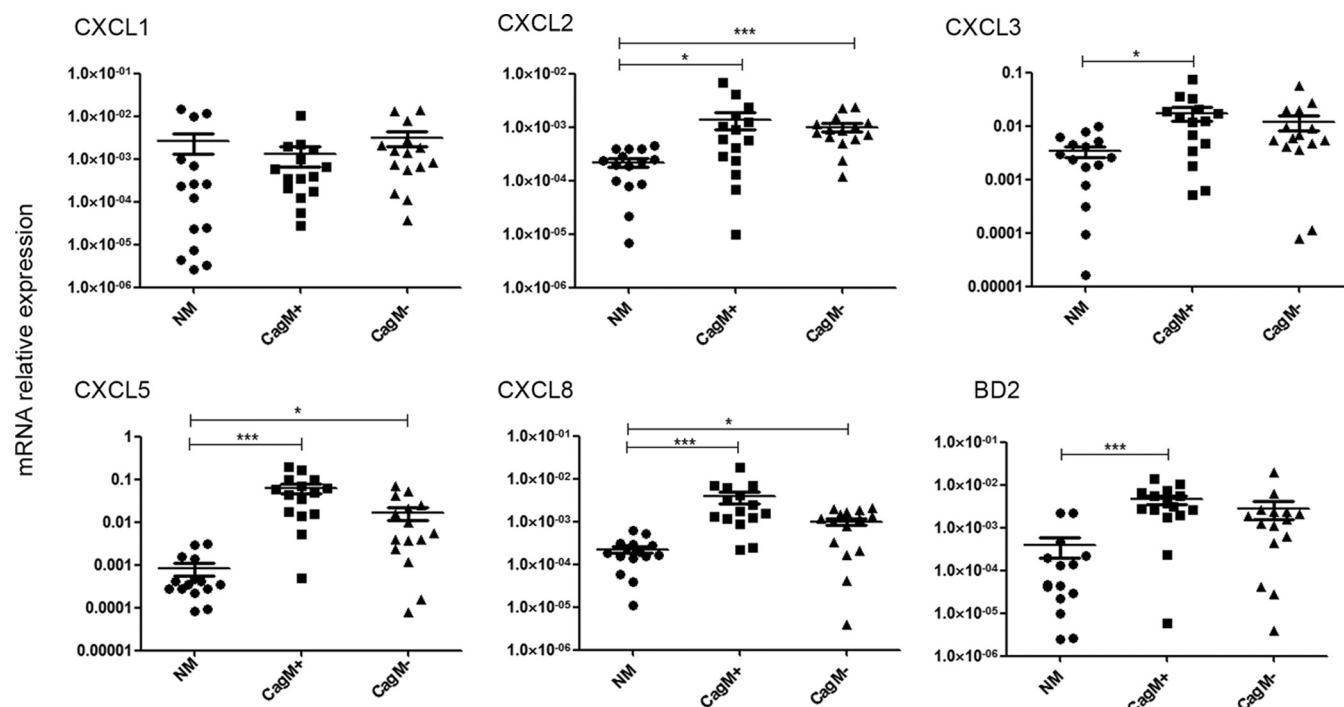 mRNA relative expression
CXCL1
1.0×10-01
1.0×10-02
1.0×10-03
1.0×10-04
1.0×10-05
1.0×10-06
NM
CagM+
CagM-
CXCL2
***
*
1.0×10-02
1.0×10-03
1.0×10-04
1.0×10-05
1.0×10-06
NM
CagM+
CagM-
CXCL3
*
0.1
0.01
0.001
0.0001
0.00001
NM
CagM+
CagM-
CXCL5
*
***
1
0.1
0.01
0.001
0.0001
0.00001
NM
CagM+
CagM-
CXCL8
*
***
1.0×10-01
1.0×10-02
1.0×10-03
1.0×10-04
1.0×10-05
1.0×10-06
NM
CagM+
CagM-
BD2
***
1.0×10-01
1.0×10-02
1.0×10-03
1.0×10-04
1.0×10-05
1.0×10-06
NM
CagM+
CagM-